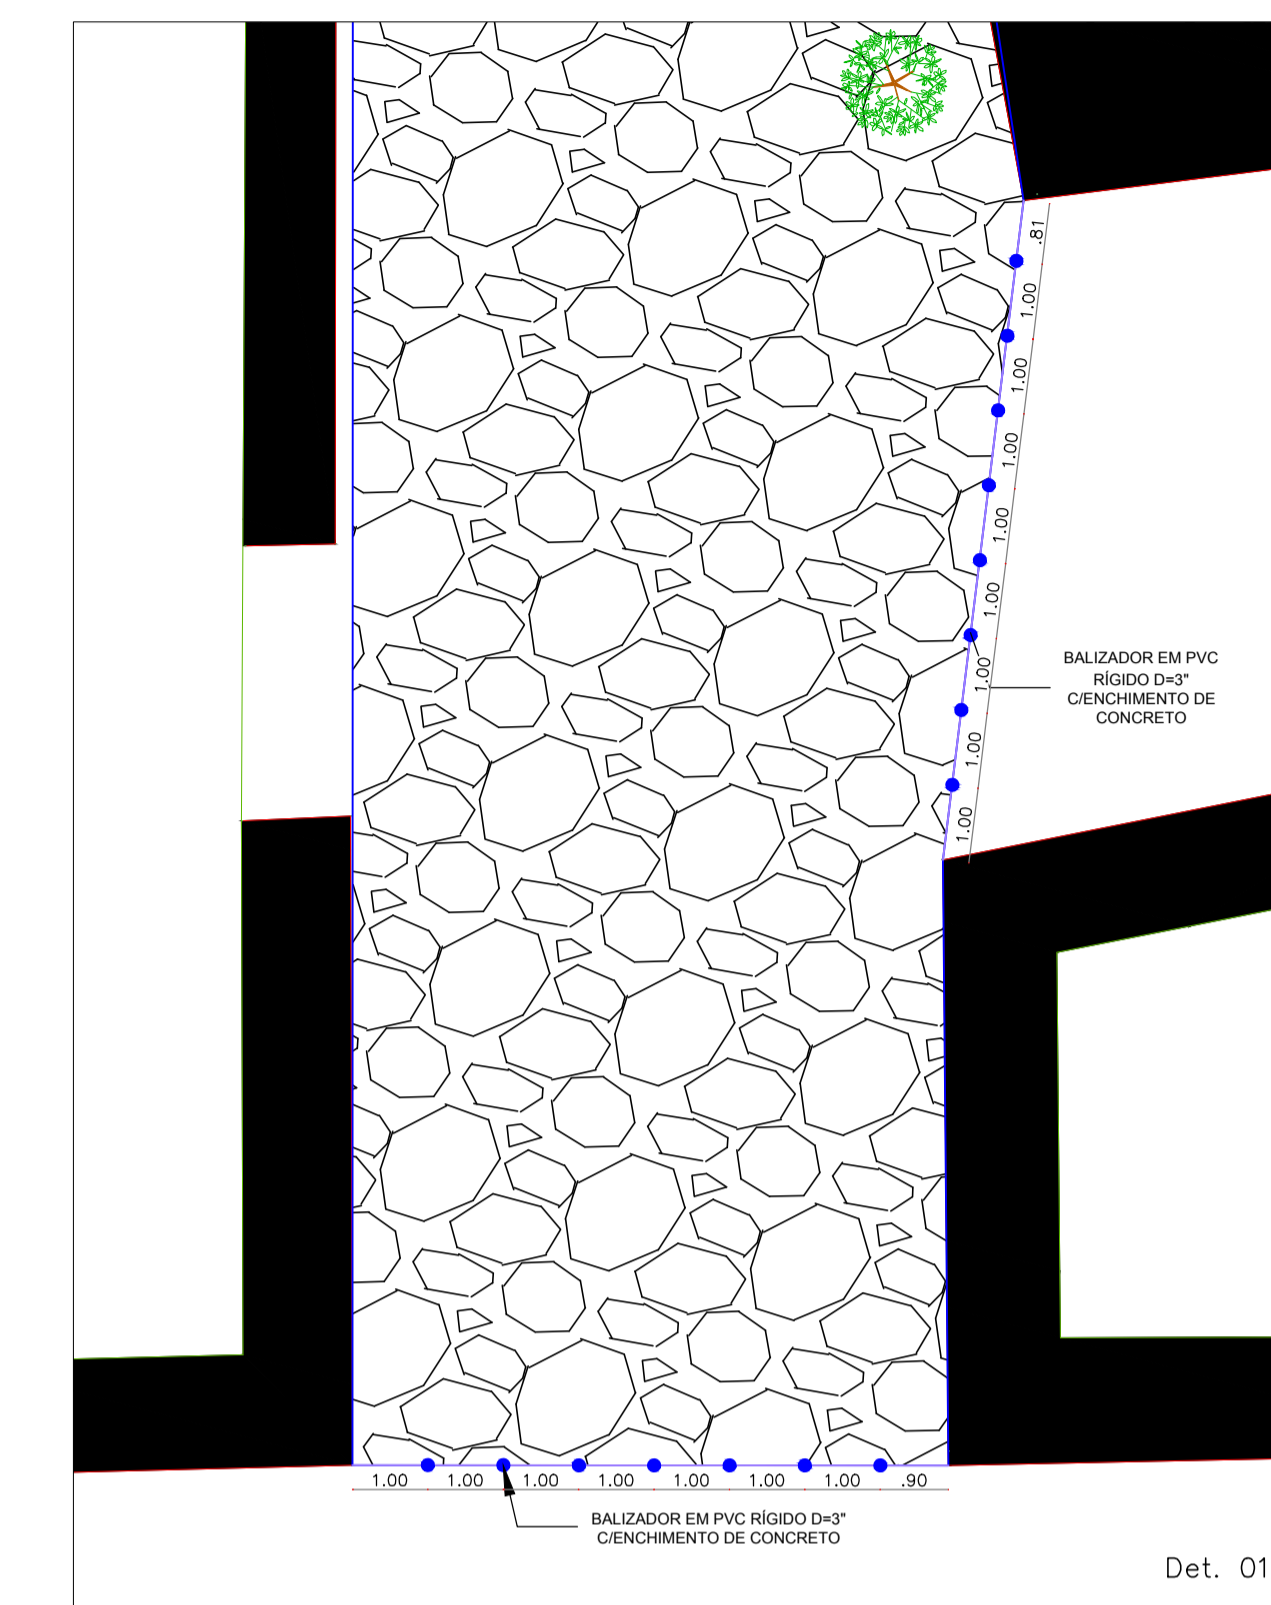 .81
1.00
1.00
1.00
1.00
1.00
1.00
1.00
1.00
BALIZADOR EM PVC
RÍGIDO D=3"
C/ENCHIMENTO DE
CONCRETO
1.00 1.00 1.00 1.00 1.00 1.00 1.00 .90
BALIZADOR EM PVC RÍGIDO D=3"
C/ENCHIMENTO DE CONCRETO
Det. 01